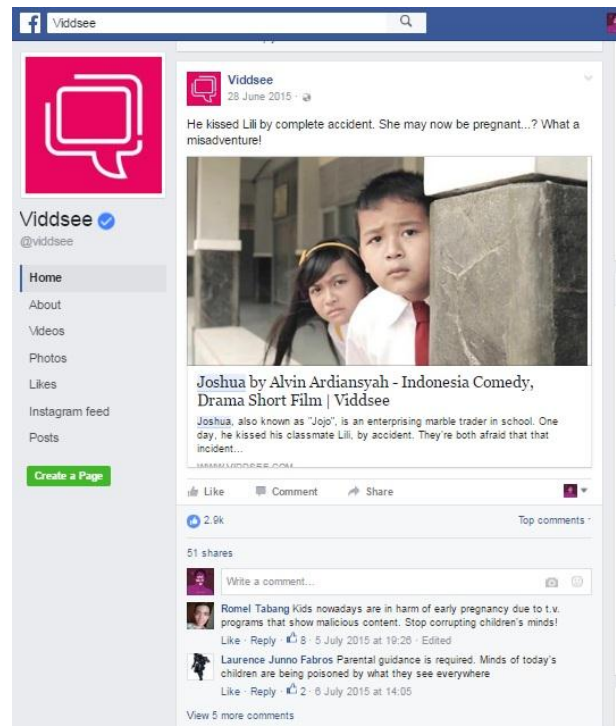 Viddsee
Viddsee
28 June 2015
He kissed Lili by complete accident. She may now be pregnant...? What a
misadventure!
Viddsee
@viddsee
Home
About
Videos
Photos
Likes
Instagram feed
Posts
Create a Page
Joshua by Alvin Ardiansyah - Indonesia Comedy,
Drama Short Film | Viddsee
Joshua, also known as "Jojo", is an enterprising marble trader in school. One
day, he kissed his classmate Lili, by accident. They're both afraid that that
incident...
WWW.VIDDSEE.COM
Like Comment Share
2.9k Top comments
51 shares
Write a comment...
Romel Tabang Kids nowadays are in harm of early pregnancy due to t.v.
programs that show malicious content. Stop corrupting children's minds!
Like · Reply · 8 · 5 July 2015 at 19:26 · Edited
Laurence Junno Fabros Parental guidance is required. Minds of today's
children are being poisoned by what they see everywhere
Like · Reply · 2 · 6 July 2015 at 14:05
View 5 more comments